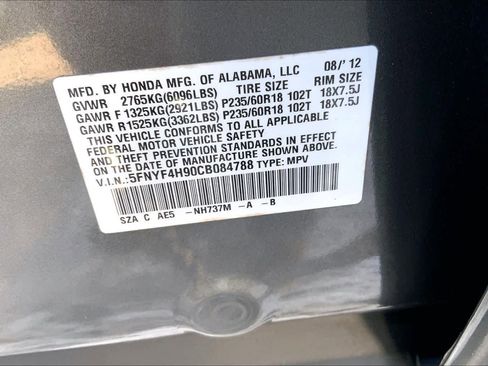 MFD. BY HONDA MFG. OF ALABAMA, LLC 08/'12
GVWR 2765KG(6096LBS) TIRE SIZE RIM SIZE
GAWR F 1325KG(2921LBS) P235/60R18 102T 18X7.5J
GAWR R1525KG(3362LBS) P235/60R18 102T 18X7.5J
THIS VEHICLE CONFORMS TO ALL APPLICABLE
FEDERAL MOTOR VEHICLE SAFETY
AND THEFT PREVENTION STANDARDS IN EFFECT
ON THE DATE OF MANUFACTURE SHOWN ABOVE.
V.I.N.:5FNYF4H90CB084788 TYPE: MPV
SZA C AE5 -NH737M -A -B